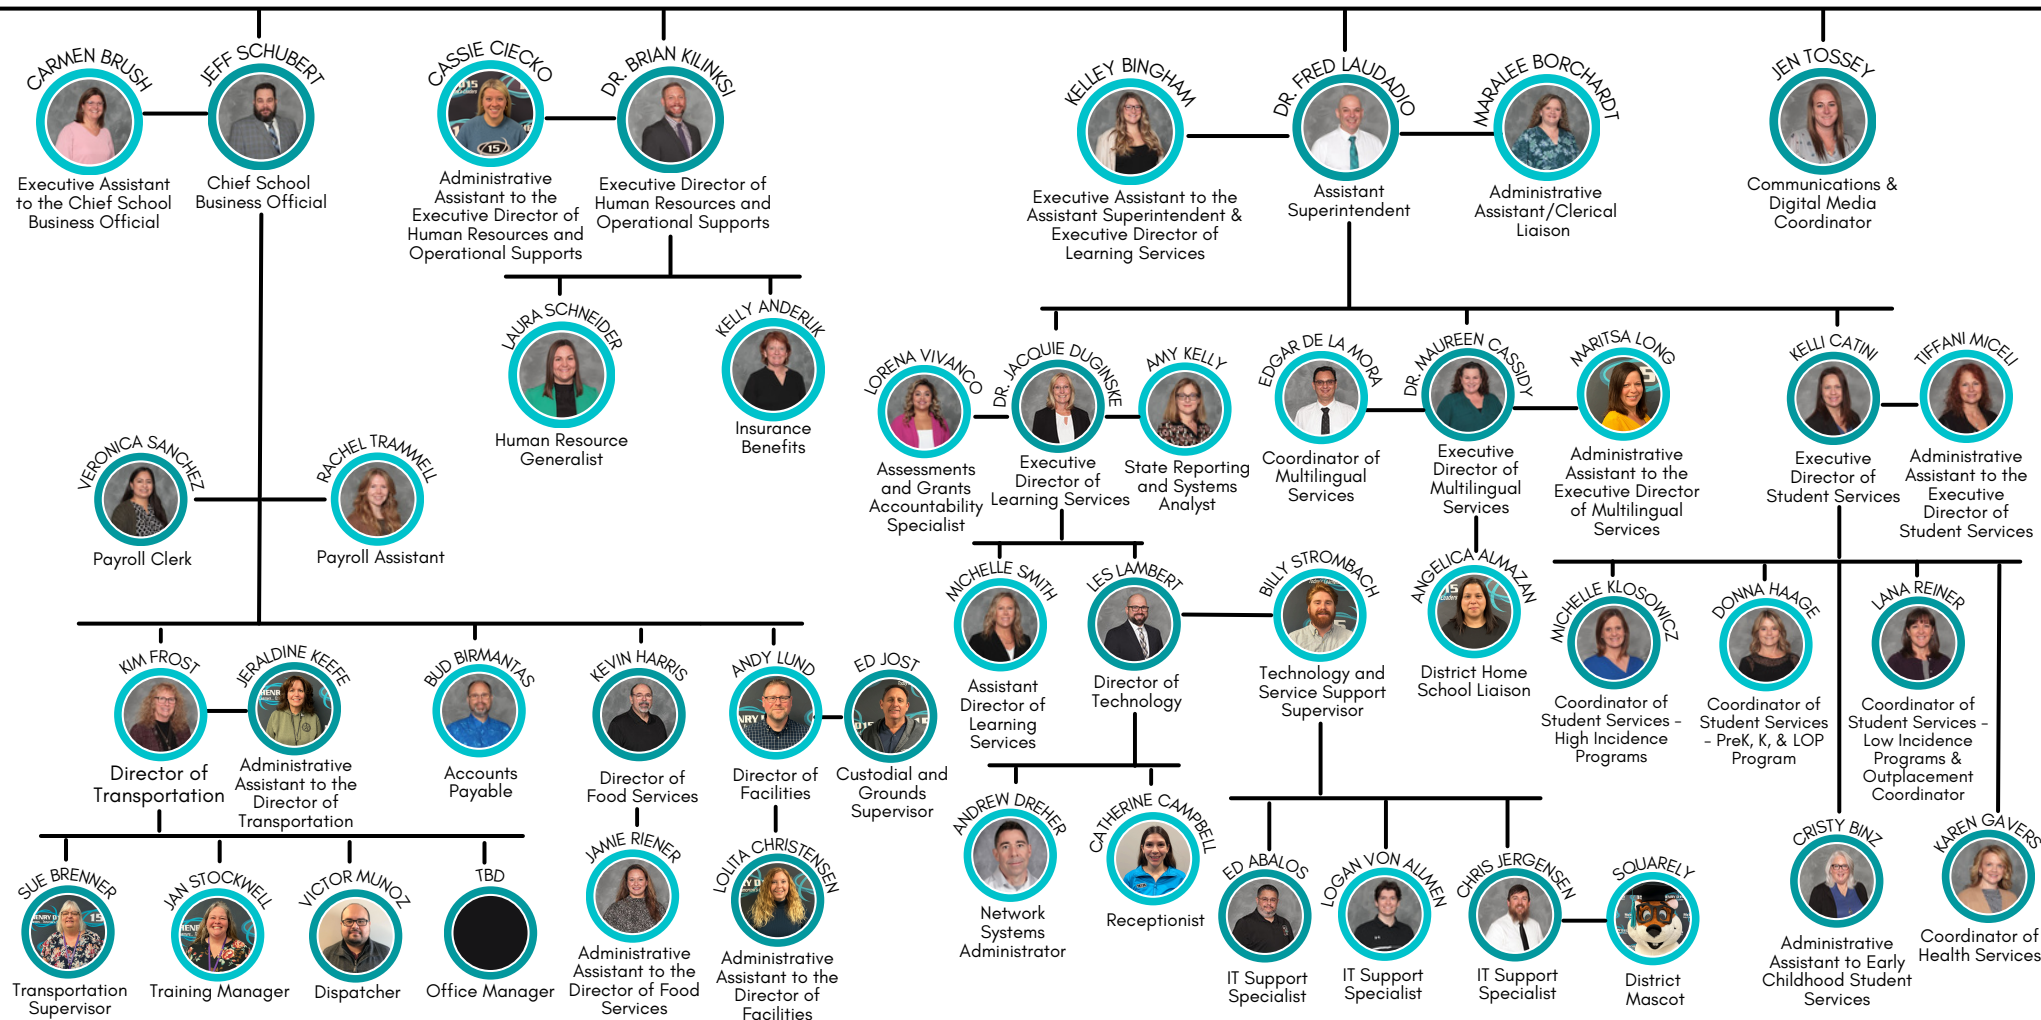 CARMEN BRUSH
Executive Assistant
to the Chief School
Business Official
JEFF SCHUBERT
Chief School
Business Official
CASSIE CIECKO
Administrative
Assistant to the
Executive Director of
Human Resources and
Operational Supports
DR. BRIAN KILINKSI
Executive Director of
Human Resources and
Operational Supports
KELLEY BINGHAM
Executive Assistant to the
Assistant Superintendent &
Executive Director of
Learning Services
DR. FRED LAUDADIO
Assistant
Superintendent
MARALEE BORCHARDT
Administrative
Assistant/Clerical
Liaison
JEN TOSSEY
Communications &
Digital Media
Coordinator
LAURA SCHNEIDER
Human Resource
Generalist
KELLY ANDERLIK
Insurance
Benefits
LORENA VIVANCO
Assessments
and Grants
Accountability
Specialist
DR. JACQUIE DUGINSKE
Executive
Director of
Learning Services
AMY KELLY
State Reporting
and Systems
Analyst
EDGAR DE LA MORA
Coordinator of
Multilingual
Services
DR. MAUREEN CASSIDY
Executive
Director of
Multilingual
Services
MARITSA LONG
Administrative
Assistant to the
Executive Director
of Multilingual
Services
KELLI CATINI
Executive
Director of
Student Services
TIFFANI MICELI
Administrative
Assistant to the
Executive
Director of
Student Services
VERONICA SANCHEZ
Payroll Clerk
RACHEL TRAMMELL
Payroll Assistant
MICHELLE SMITH
Assistant
Director of
Learning
Services
LES LAMBERT
Director of
Technology
BILLY STROMBACH
Technology and
Service Support
Supervisor
ANGELICA ALMAZAN
District Home
School Liaison
MICHELLE KLOSOWICZ
Coordinator of
Student Services -
High Incidence
Programs
DONNA HAAGE
Coordinator of
Student Services
- PreK, K, & LOP
Program
LANA REINER
Coordinator of
Student Services -
Low Incidence
Programs &
Outplacement
Coordinator
KIM FROST
Director of
Transportation
JERALDINE KEEFE
Administrative
Assistant to the
Director of
Transportation
BUD BIRMANTAS
Accounts
Payable
KEVIN HARRIS
Director of
Food Services
ANDY LUND
Director of
Facilities
ED JOST
Custodial and
Grounds
Supervisor
SUE BRENNER
Transportation
Supervisor
JAN STOCKWELL
Training Manager
VICTOR MUNOZ
Dispatcher
TBD
Office Manager
JAMIE RIENER
Administrative
Assistant to the
Director of Food
Services
LOLITA CHRISTENSEN
Administrative
Assistant to the
Director of
Facilities
ANDREW DREHER
Network
Systems
Administrator
CATHERINE CAMPBELL
Receptionist
ED ABALOS
IT Support
Specialist
LOGAN VON ALLMEN
IT Support
Specialist
CHRIS JERGENSEN
IT Support
Specialist
SQUARELY
District
Mascot
CRISTY BINZ
Administrative
Assistant to Early
Childhood Student
Services
KAREN GAVERS
Coordinator of
Health Services